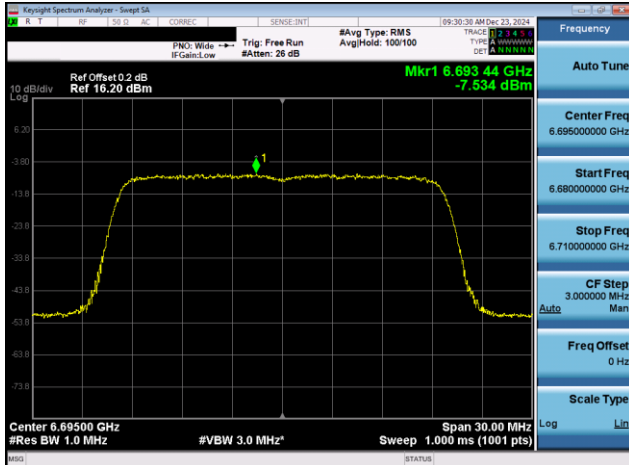 Keysight Spectrum Analyzer - Swept SA
R T RF 50 Ω AC CORREC SENSE:INT 09:30:38 AM Dec 23, 2024
PNO: Wide Trig: Free Run #Avg Type: RMS TRACE 1 2 3 4 5 6
IFGain:Low #Atten: 26 dB Avg|Hold: 100/100 TYPE A WWWWW
DET A N N N N N
Mkr1 6.693 44 GHz
-7.534 dBm
Ref Offset 0.2 dB
10 dB/div Ref 16.20 dBm
Log
6.20
-3.80
-13.8
-23.8
-33.8
-43.8
-53.8
-63.8
-73.8
1
Center 6.69500 GHz Span 30.00 MHz
#Res BW 1.0 MHz #VBW 3.0 MHz* Sweep 1.000 ms (1001 pts)
MSG STATUS
Frequency
Auto Tune
Center Freq
6.695000000 GHz
Start Freq
6.680000000 GHz
Stop Freq
6.710000000 GHz
CF Step
3.000000 MHz
Auto Man
Freq Offset
0 Hz
Scale Type
Log Lin